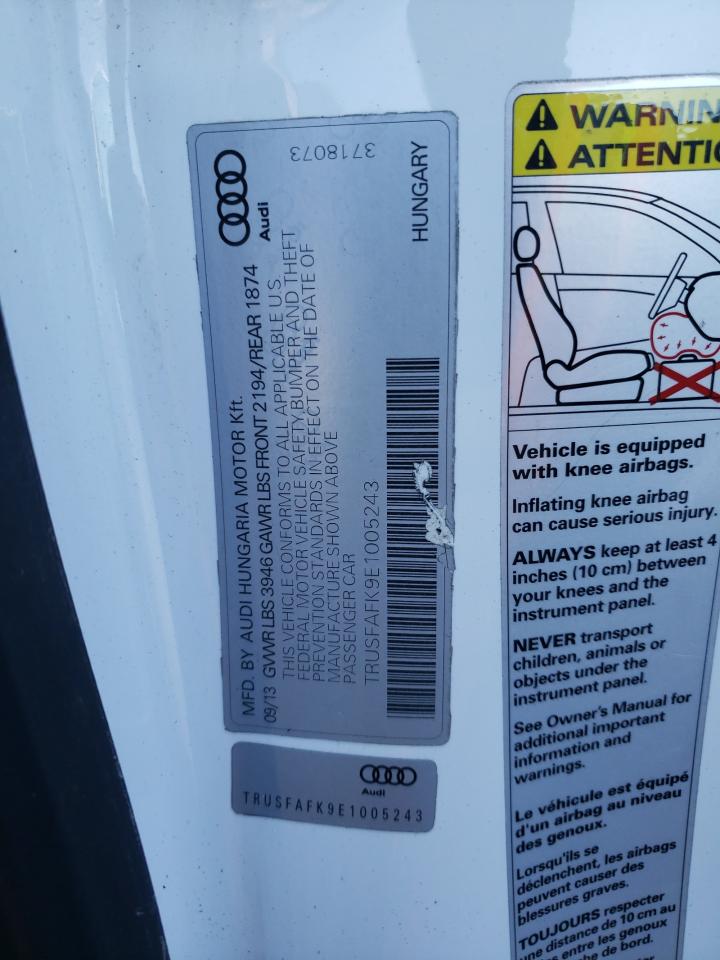 Audi
3718073
HUNGARY
MFD. BY AUDI HUNGARIA MOTOR Kft.
09/13 GVWR LBS 3946 GAWR LBS FRONT 2194/REAR 1874
THIS VEHICLE CONFORMS TO ALL APPLICABLE U.S.
FEDERAL MOTOR VEHICLE SAFETY, BUMPER AND THEFT
PREVENTION STANDARDS IN EFFECT ON THE DATE OF
MANUFACTURE SHOWN ABOVE
PASSENGER CAR
TRUSFAFK9E1005243
Audi
TRUSFAFK9E1005243
WARNIN
ATTENTIO
Vehicle is equipped
with knee airbags.
Inflating knee airbag
can cause serious injury.
ALWAYS keep at least 4
inches (10 cm) between
your knees and the
instrument panel.
NEVER transport
children, animals or
objects under the
instrument panel.
See Owner's Manual for
additional important
information and
warnings.
Le véhicule est équipé
d'un airbag au niveau
des genoux.
Lorsqu'ils se
déclenchent, les airbags
peuvent causer des
blessures graves.
TOUJOURS respecter
une distance de 10 cm au
entre les genoux
de bord.